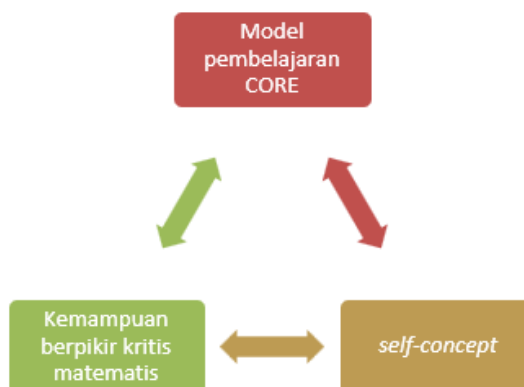 Model
pembelajaran
CORE
Kemampuan
berpikir kritis
matematis
self-concept